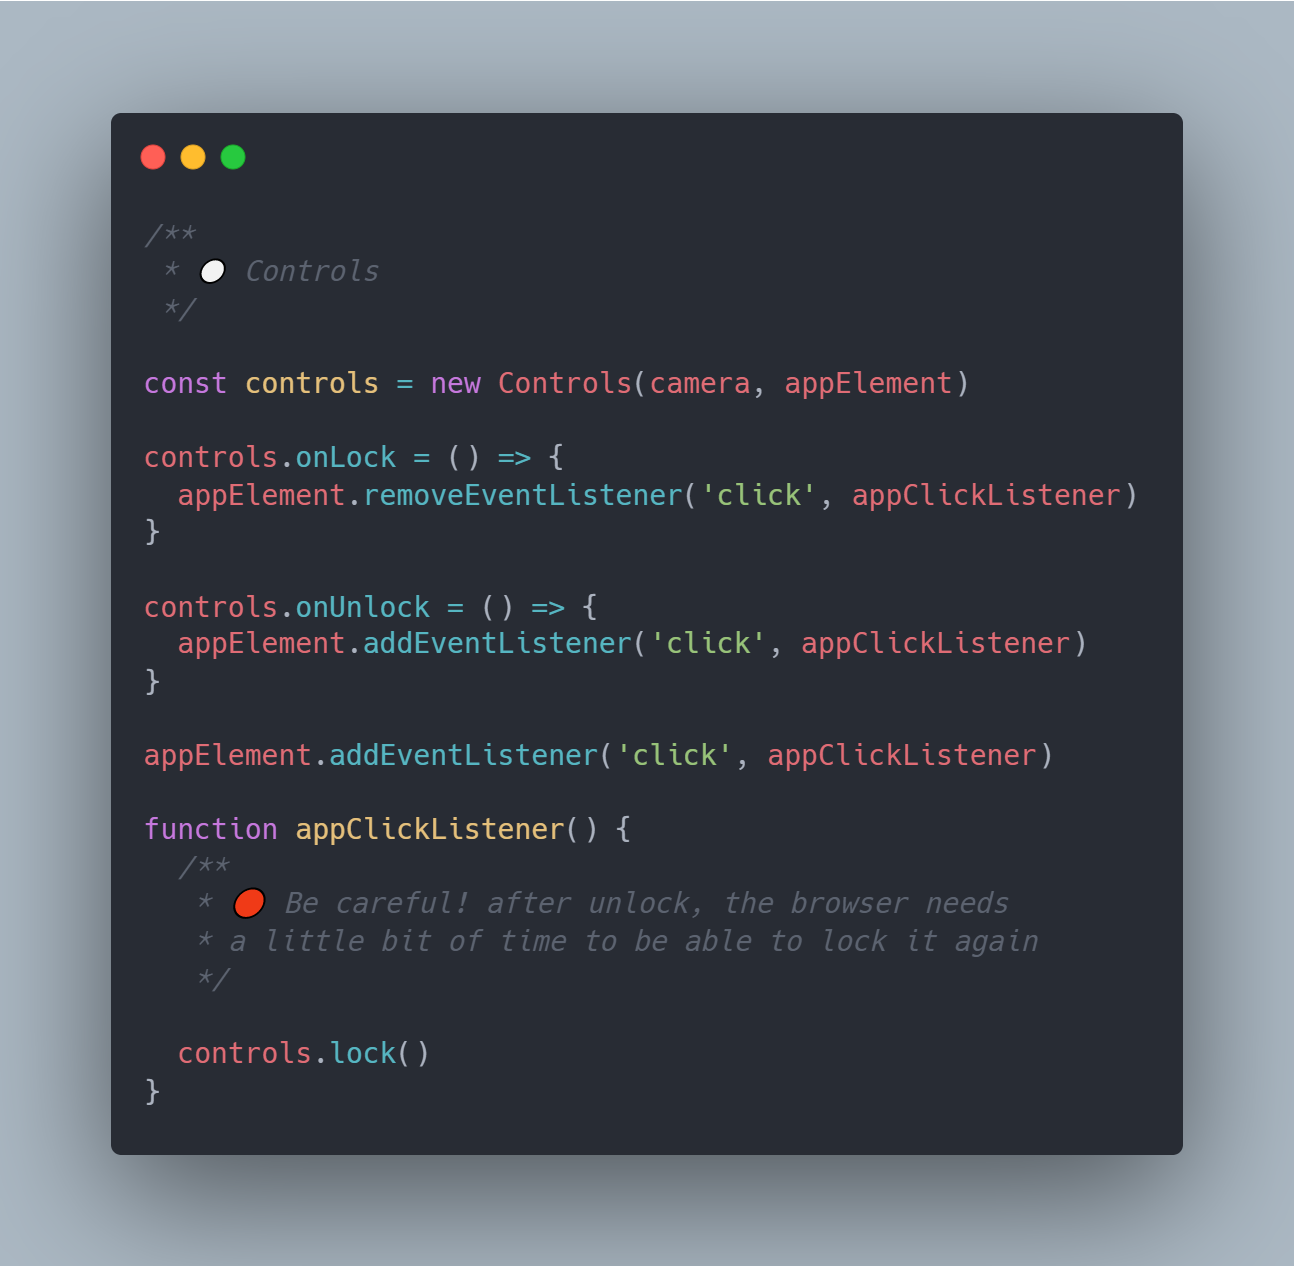 /**
 * ⚪ Controls
 */
const controls = new Controls(camera, appElement)
controls.onLock = () => {
  appElement.removeEventListener('click', appClickListener)
}
controls.onUnlock = () => {
  appElement.addEventListener('click', appClickListener)
}
appElement.addEventListener('click', appClickListener)
function appClickListener() {
  /**
   * 🔴 Be careful! after unlock, the browser needs
   * a little bit of time to be able to lock it again
   */
  controls.lock()
}